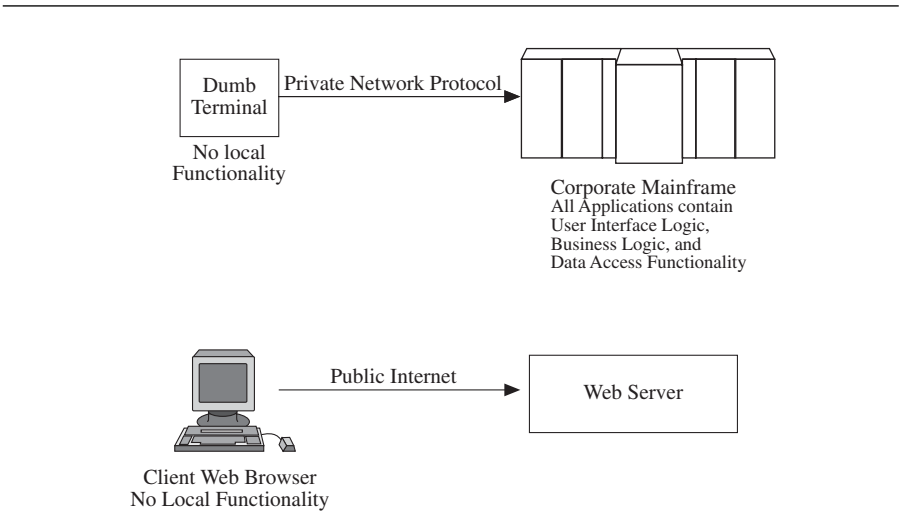 Dumb
Terminal
Private Network Protocol
No local
Functionality
Corporate Mainframe
All Applications contain
User Interface Logic,
Business Logic, and
Data Access Functionality
Public Internet
Web Server
Client Web Browser
No Local Functionality